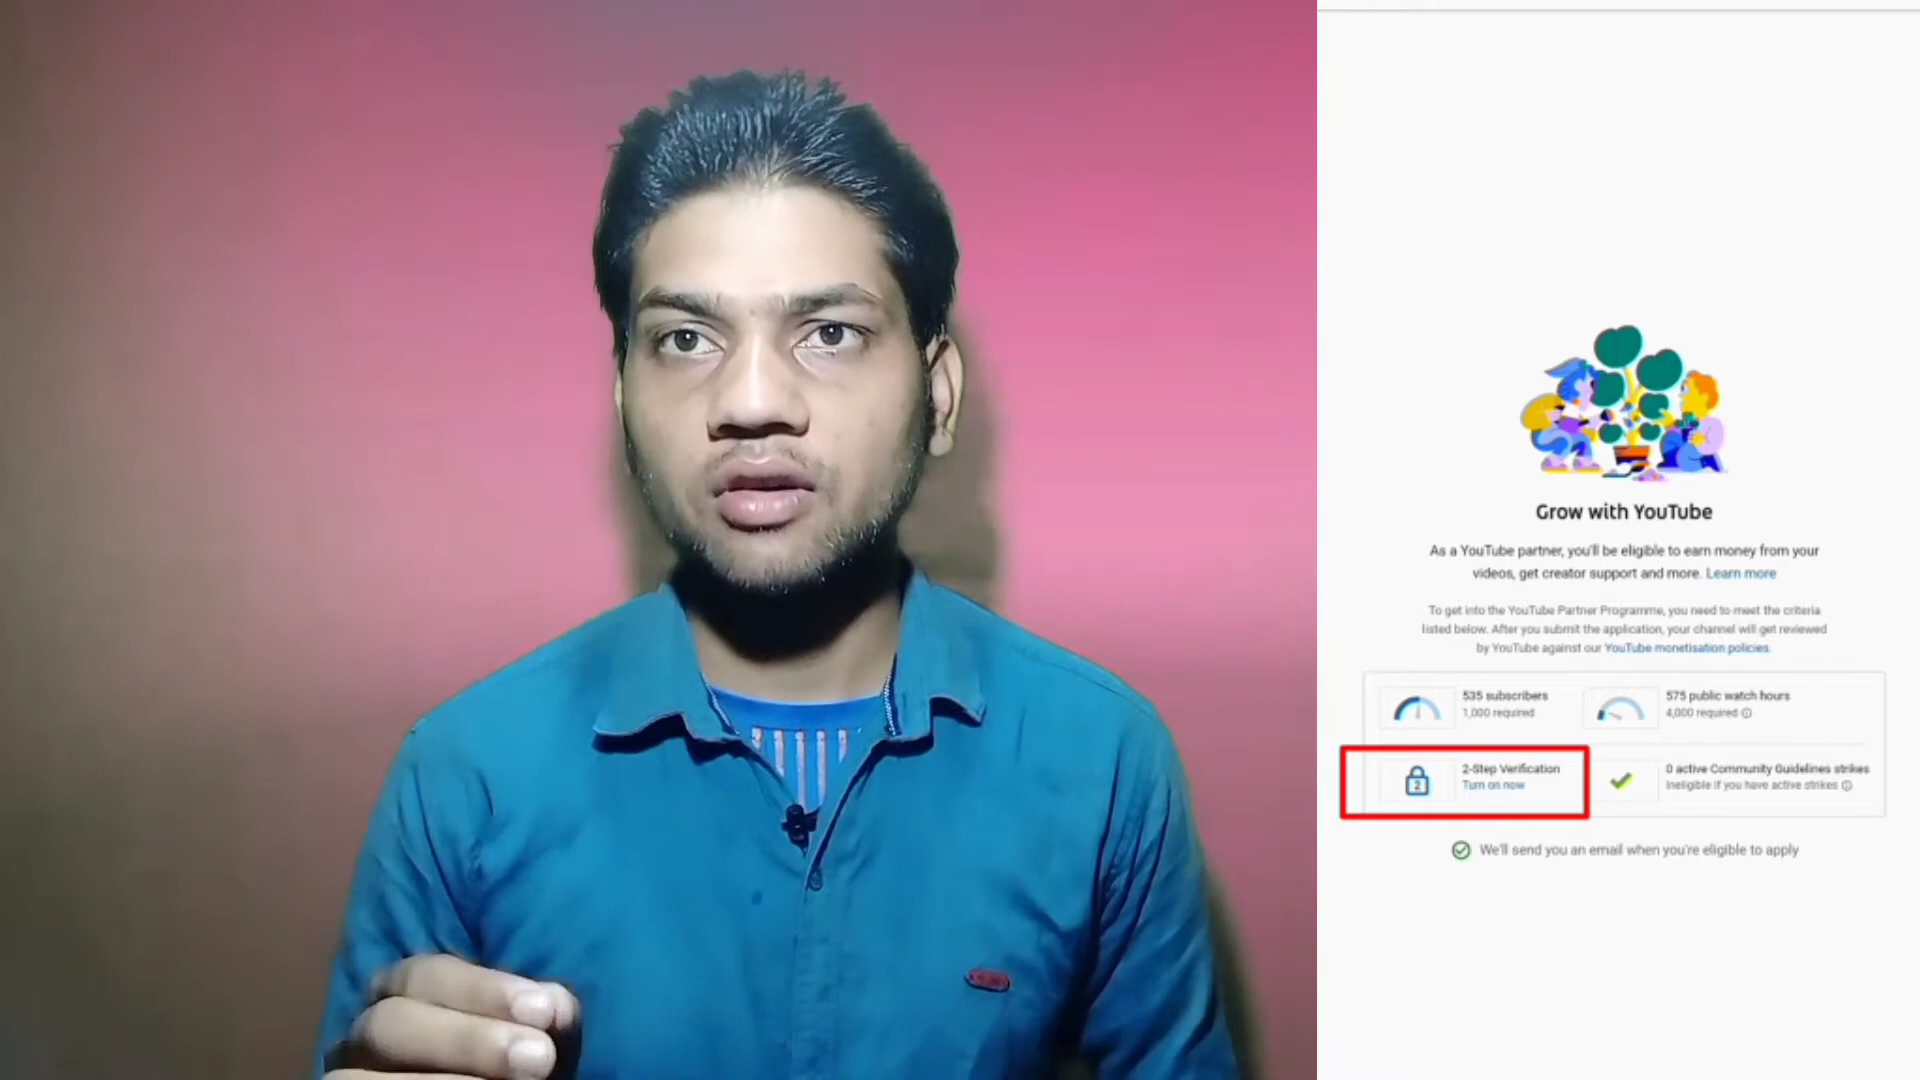 Grow with YouTube
As a YouTube partner, you'll be eligible to earn money from your
videos, get creator support and more. Learn more
To get into the YouTube Partner Programme, you need to meet the criteria
listed below. After you submit the application, your channel will get reviewed
by YouTube against our YouTube monetisation policies.
535 subscribers
1,000 required
575 public watch hours
4,000 required
2
2-Step Verification
Turn on now
0 active Community Guidelines strikes
Ineligible if you have active strikes
We'll send you an email when you're eligible to apply